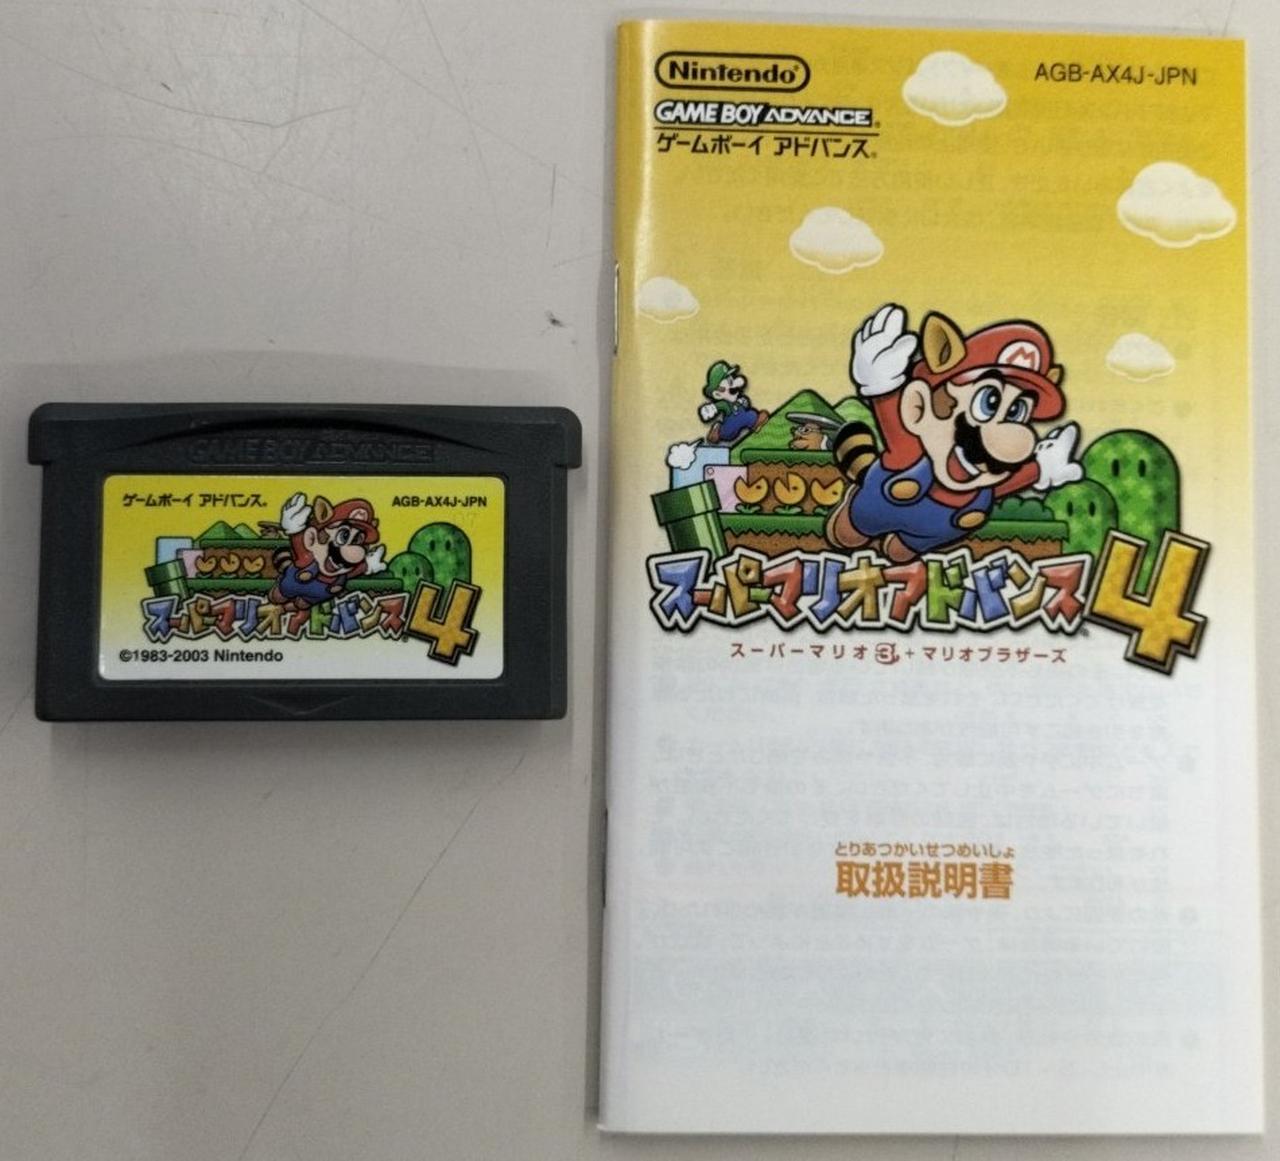 GAME BOY ADVANCE
ゲームボーイ アドバンス®
AGB-AX4J-JPN
スーパーマリオアドバンス4
©1983-2003 Nintendo
Nintendo®
AGB-AX4J-JPN
GAME BOY ADVANCE®
ゲームボーイ アドバンス®
スーパーマリオアドバンス4
スーパーマリオ3+マリオブラザーズ
とりあつかいせつめいしょ
取扱説明書